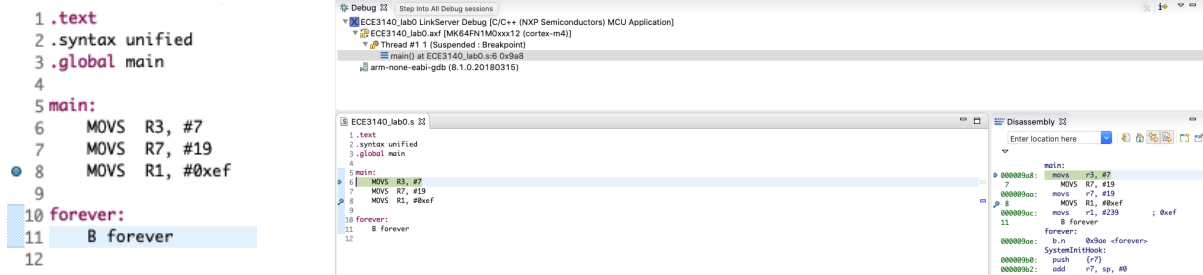 1 .text
2 .syntax unified
3 .global main
4
5 main:
6 MOVS R3, #7
7 MOVS R7, #19
8 MOVS R1, #0xef
9
10 forever:
11 B forever
12
Debug
Step Into All Debug sessions
ECE3140_lab0 LinkServer Debug [C/C++ (NXP Semiconductors) MCU Application]
ECE3140_lab0.axf [MK64FN1M0xxx12 (cortex-m4)]
Thread #1 1 (Suspended : Breakpoint)
main() at ECE3140_lab0.s:6 0x9a8
arm-none-eabi-gdb (8.1.0.20180315)
ECE3140_lab0.s
1 .text
2 .syntax unified
3 .global main
4
5 main:
6 MOVS R3, #7
7 MOVS R7, #19
8 MOVS R1, #0xef
9
10 forever:
11 B forever
12
Disassembly
Enter location here
main:
000009a8: movs r3, #7
7 MOVS R7, #19
000009aa: movs r7, #19
8 MOVS R1, #0xef
000009ac: movs r1, #239 ; 0xef
11 B forever
forever:
000009ae: b.n 0x9ae <forever>
SystemInitHook:
000009b0: push {r7}
000009b2: add r7, sp, #0